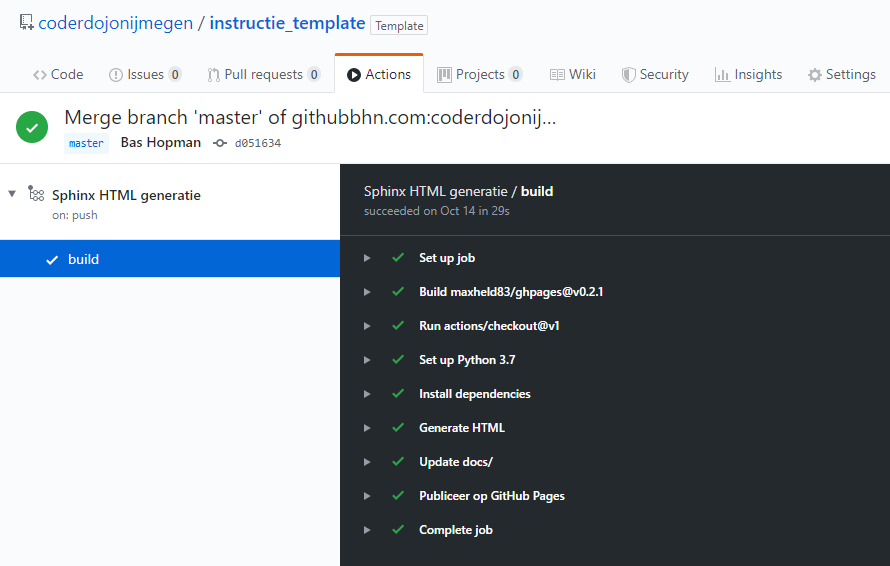 coderdojonijmegen / instructie_template Template
Code Issues 0 Pull requests 0 Actions Projects 0 Wiki Security Insights Settings
Merge branch 'master' of githubbhn.com:coderdojonij...
master Bas Hopman d051634
Sphinx HTML generatie
on: push
build
Sphinx HTML generatie / build
succeeded on Oct 14 in 29s
Set up job
Build maxheld83/ghpages@v0.2.1
Run actions/checkout@v1
Set up Python 3.7
Install dependencies
Generate HTML
Update docs/
Publiceer op GitHub Pages
Complete job